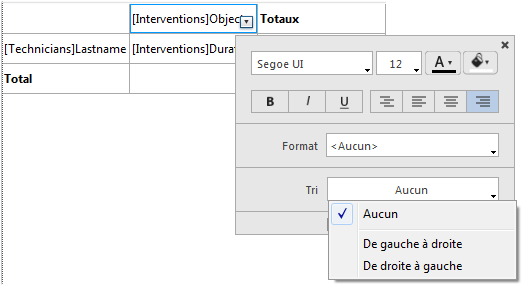 [Interventions]Objec Totaux
[Technicians]Lastname [Interventions]Durat
Total
Segoe UI 12 A
B I U
Format <Aucun>
Tri Aucun
Aucun
De gauche à droite
De droite à gauche